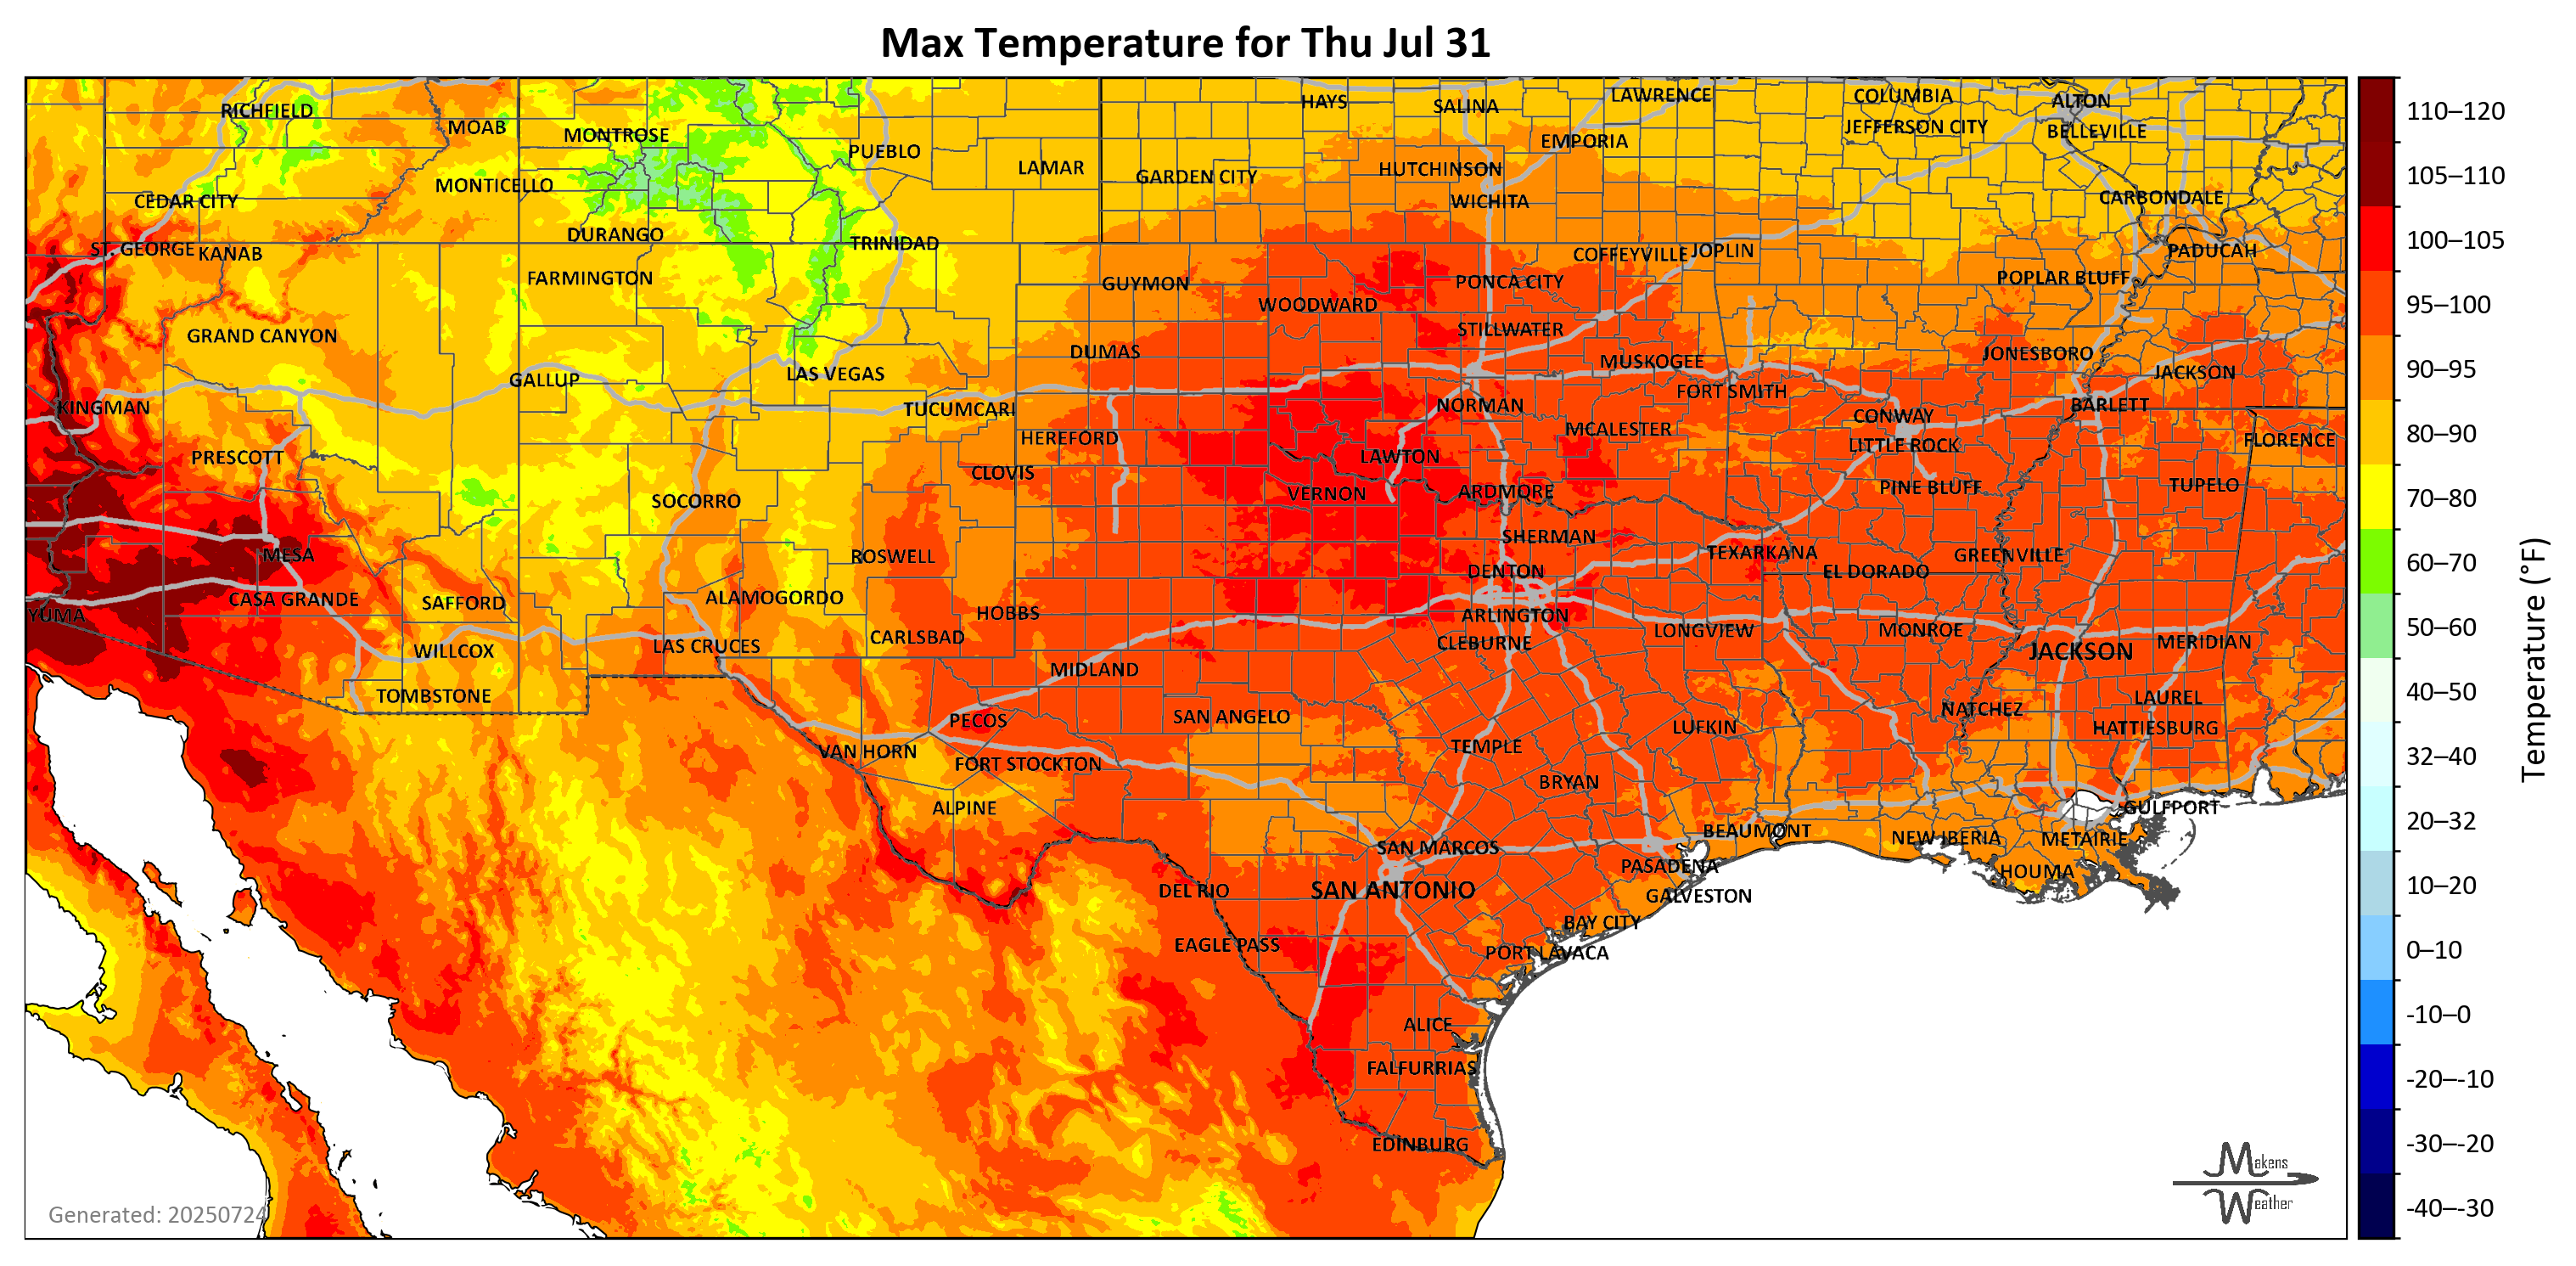 Max Temperature for Thu Jul 31
RICHFIELD
MOAB
MONTROSE
PUEBLO
LAMAR
HAYS
SALINA
LAWRENCE
COLUMBIA
ALTON
JEFFERSON CITY
BELLEVILLE
EMPORIA
HUTCHINSON
GARDEN CITY
MONTICELLO
CEDAR CITY
WICHITA
CARBONDALE
DURANGO
TRINIDAD
ST. GEORGE
KANAB
COFFEYVILLE
JOPLIN
PADUCAH
FARMINGTON
GUYMON
PONCA CITY
POPLAR BLUFF
WOODWARD
GRAND CANYON
STILLWATER
DUMAS
MUSKOGEE
JONESBORO
GALLUP
LAS VEGAS
JACKSON
FORT SMITH
KINGMAN
TUCUMCARI
NORMAN
BARLETT
CONWAY
MCALESTER
HEREFORD
LITTLE ROCK
FLORENCE
PRESCOTT
CLOVIS
LAWTON
VERNON
ARDMORE
PINE BLUFF
TUPELO
SOCORRO
SHERMAN
MESA
ROSWELL
TEXARKANA
GREENVILLE
DENTON
EL DORADO
CASA GRANDE
SAFFORD
ALAMOGORDO
HOBBS
YUMA
ARLINGTON
CARLSBAD
LAS CRUCES
CLEBURNE
LONGVIEW
MONROE
JACKSON
MERIDIAN
WILLCOX
MIDLAND
TOMBSTONE
LAUREL
NATCHEZ
PECOS
SAN ANGELO
LUFKIN
HATTIESBURG
VAN HORN
FORT STOCKTON
TEMPLE
BRYAN
ALPINE
GULFPORT
BEAUMONT
NEW IBERIA
METAIRIE
SAN MARCOS
PASADENA
HOUMA
DEL RIO
SAN ANTONIO
GALVESTON
BAY CITY
EAGLE PASS
PORT LAVACA
ALICE
FALFURRIAS
EDINBURG
Generated: 20250724
Makens
Weather
110–120
105–110
100–105
95–100
90–95
80–90
70–80
60–70
50–60
40–50
32–40
20–32
10–20
0–10
-10–0
-20–-10
-30–-20
-40–-30
Temperature (°F)